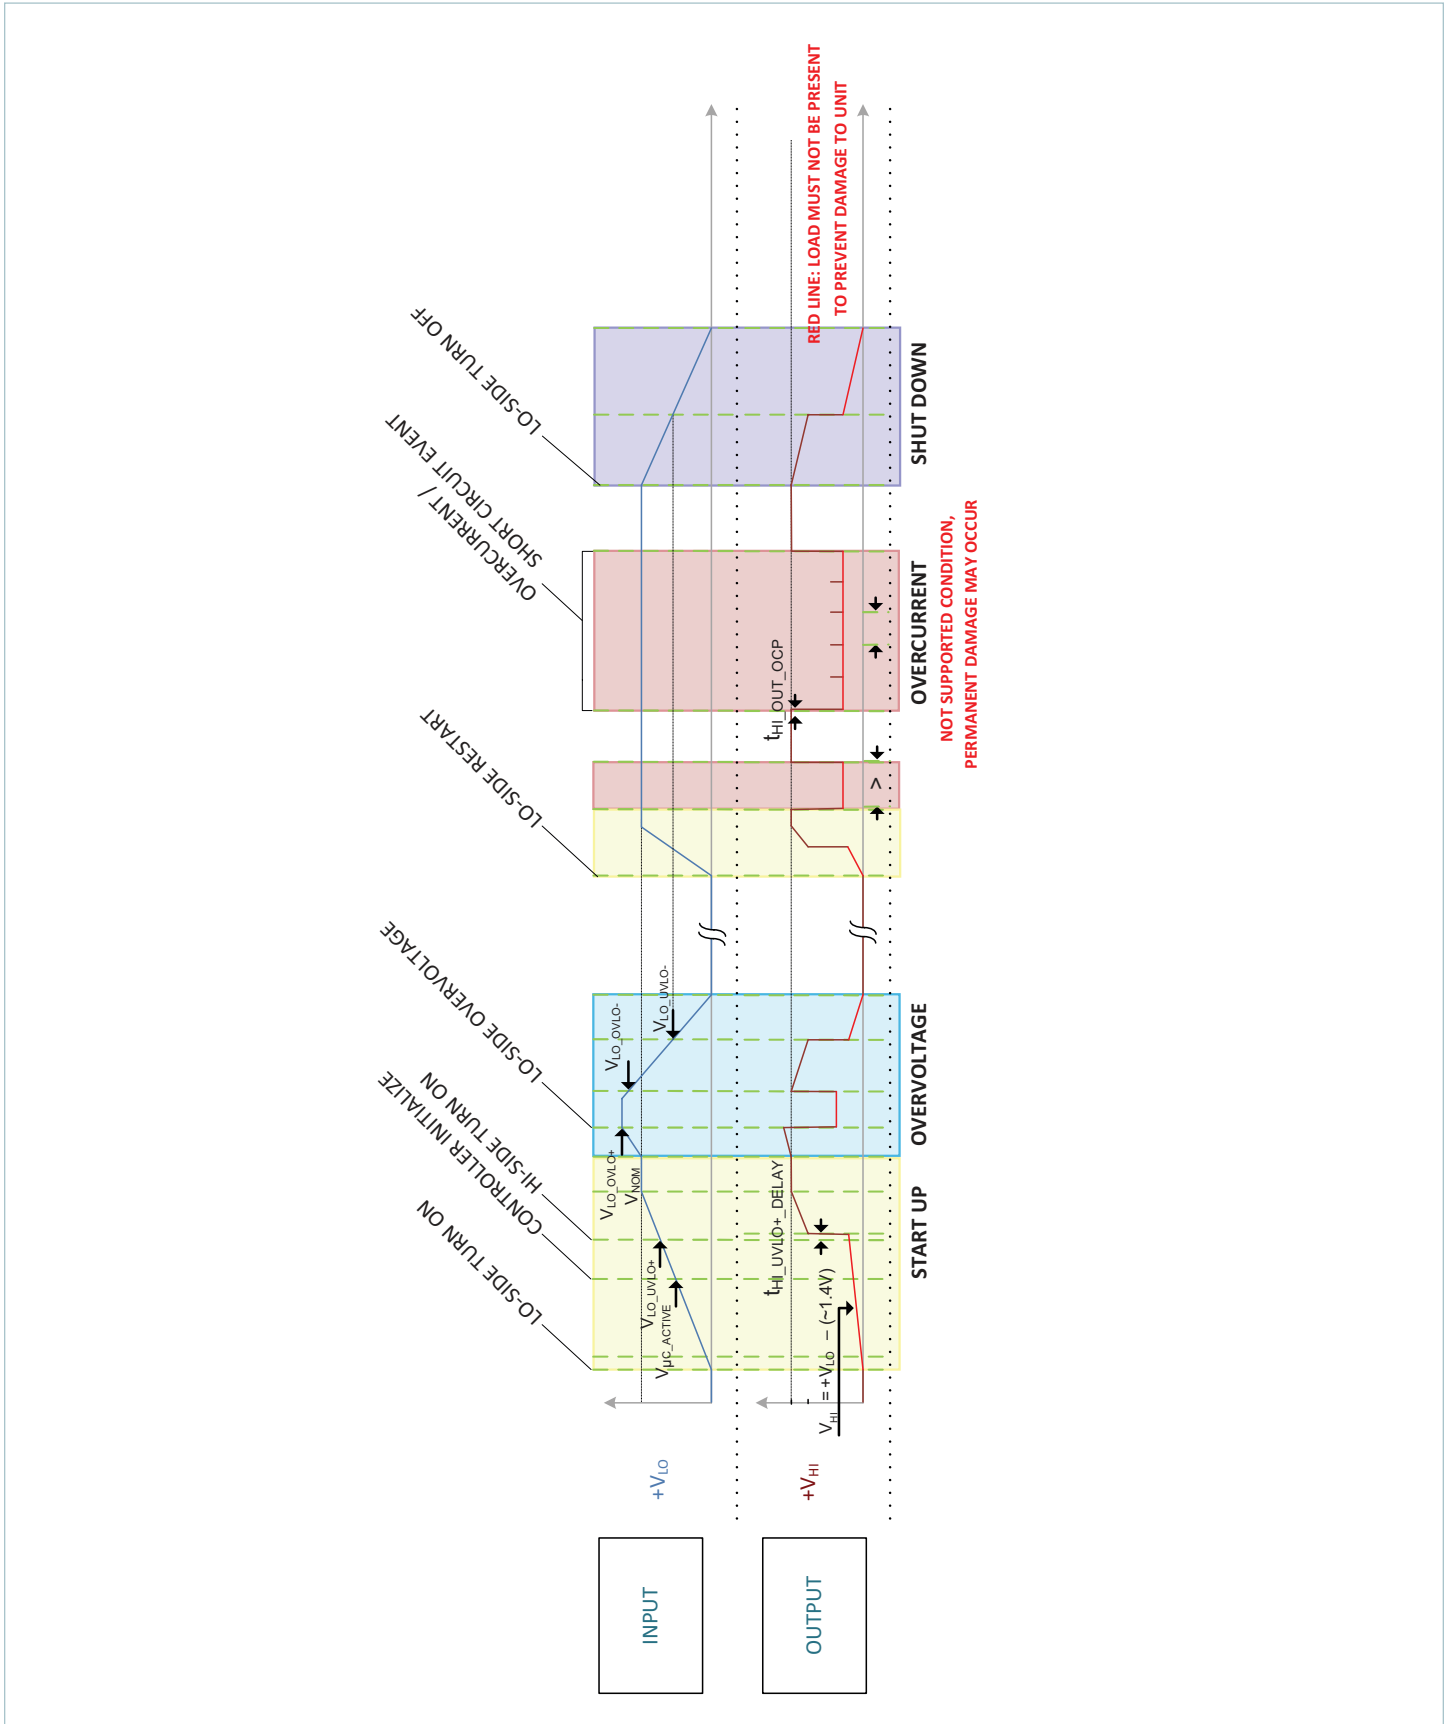 LO-SIDE TURN ON
CONTROLLER INITIALIZE
HI-SIDE TURN ON
LO-SIDE OVERVOLTAGE
LO-SIDE RESTART
OVERCURRENT /
SHORT CIRCUIT EVENT
LO-SIDE TURN OFF
INPUT
+VLO
VμC_ACTIVE
VLO_UVLO+
VNOM
VLO_OVLO+
VLO_OVLO-
VLO_UVLO-
OUTPUT
+VHI
VHI = +VLO – (~1.4V)
tHI_UVLO+_DELAY
>
tHI_OUT_OCP
RED LINE: LOAD MUST NOT BE PRESENT
TO PREVENT DAMAGE TO UNIT
START UP
OVERVOLTAGE
OVERCURRENT
SHUT DOWN
NOT SUPPORTED CONDITION,
PERMANENT DAMAGE MAY OCCUR